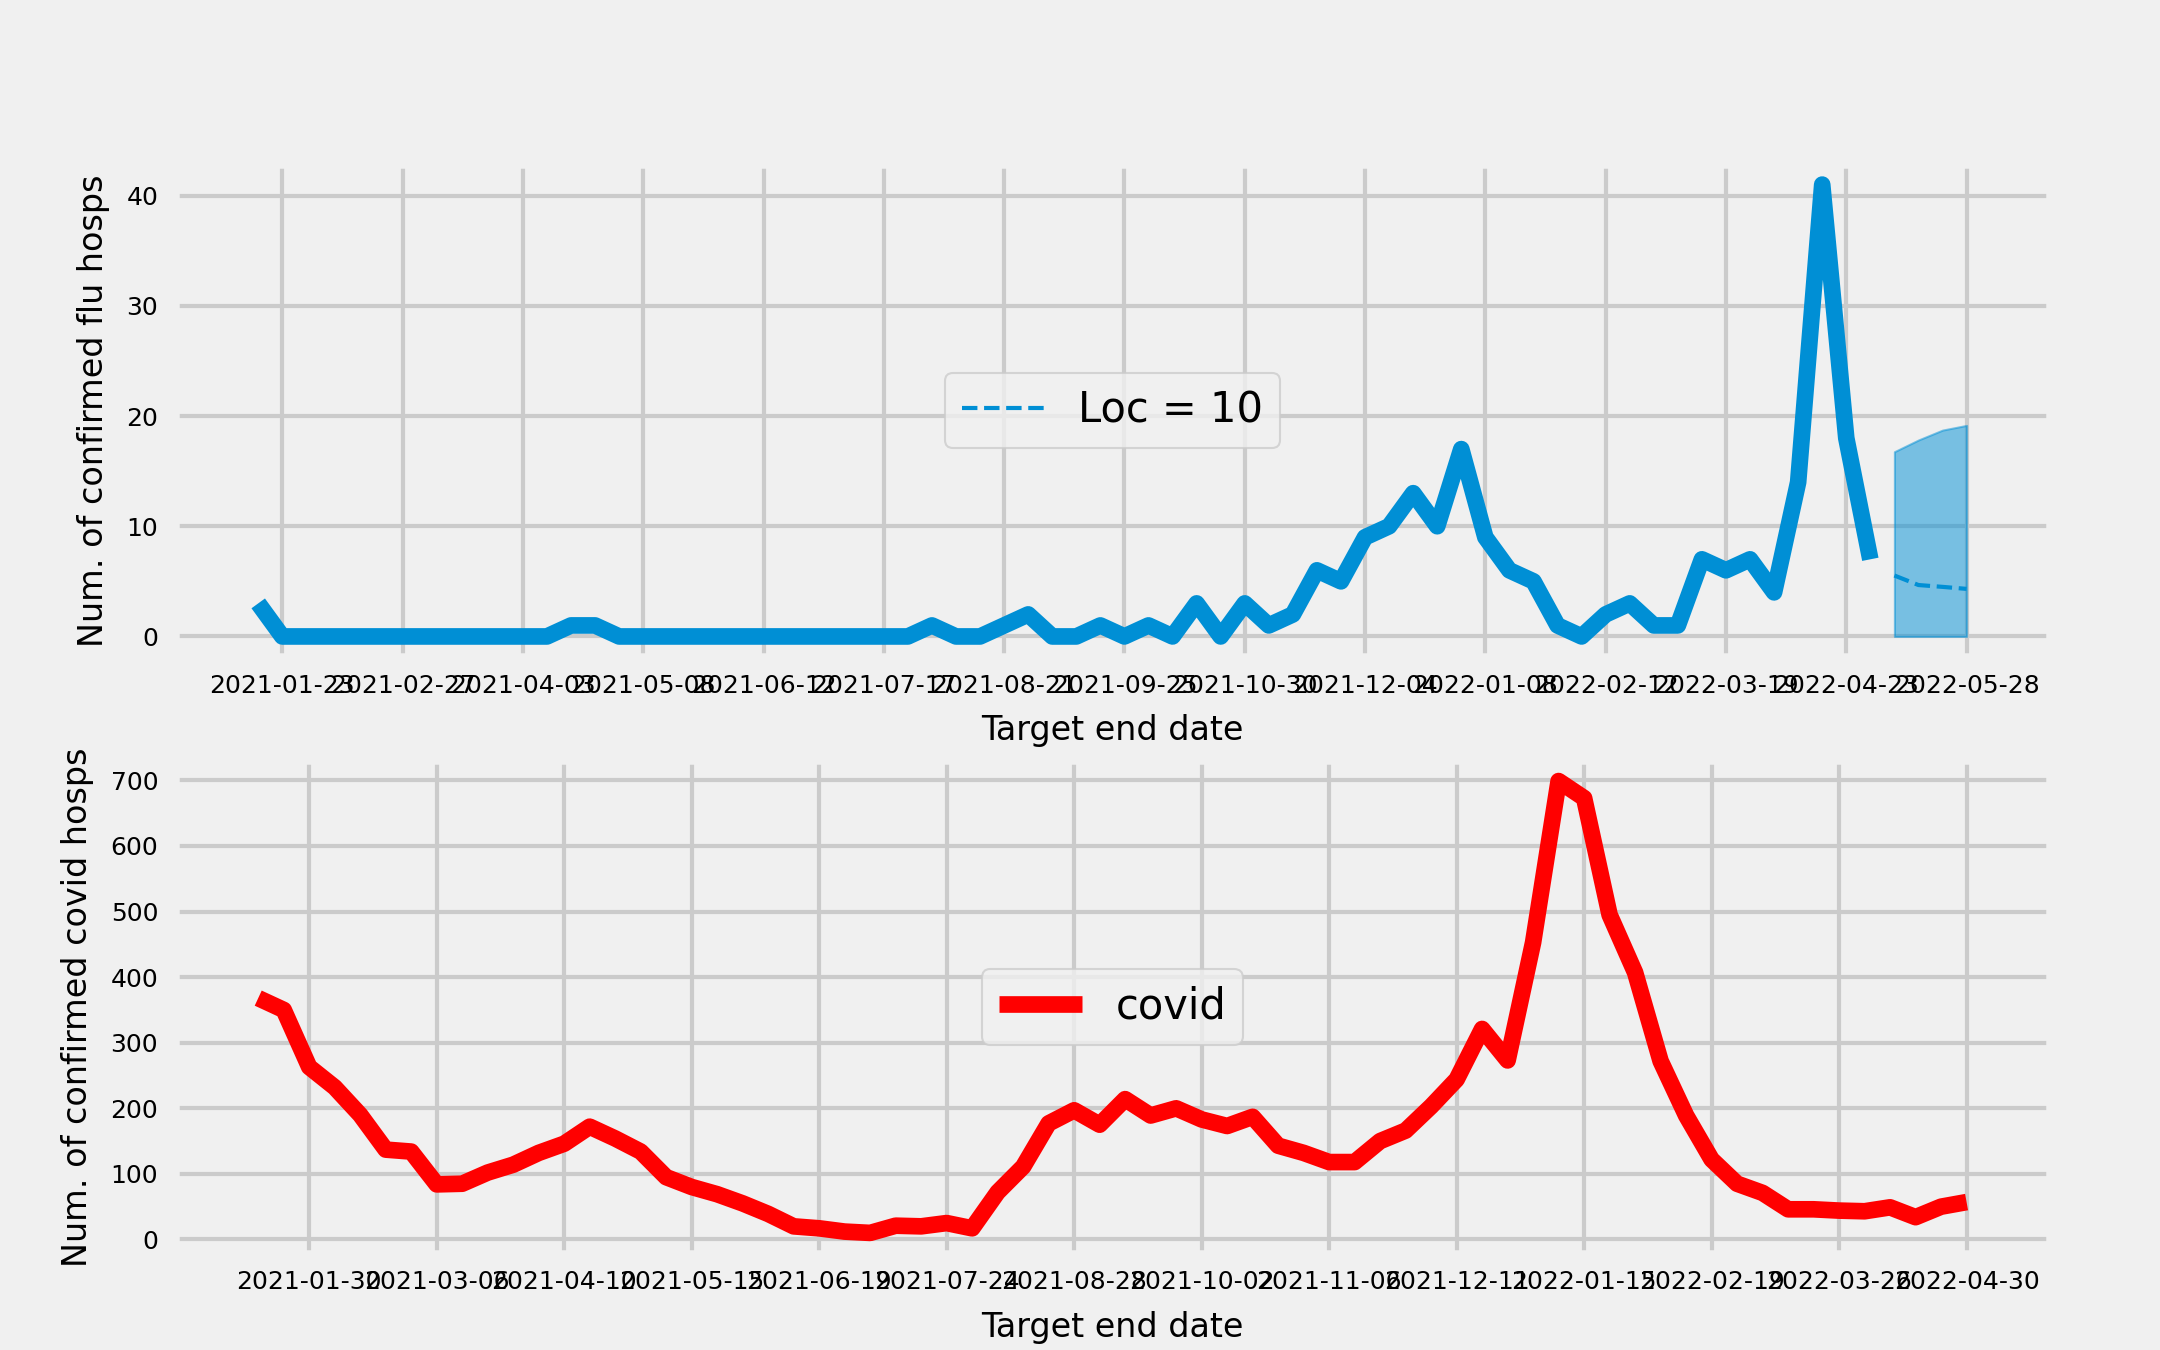 Num. of confirmed flu hosps
40
30
20
10
0
Loc = 10
2021-01-23 2021-02-27 2021-04-03 2021-05-08 2021-06-12 2021-07-17 2021-08-21 2021-09-25 2021-10-30 2021-12-04 2022-01-08 2022-02-12 2022-03-19 2022-04-23 2022-05-28
Target end date
Num. of confirmed covid hosps
700
600
500
400
300
200
100
0
covid
2021-01-30 2021-03-06 2021-04-10 2021-05-15 2021-06-19 2021-07-24 2021-08-28 2021-10-02 2021-11-06 2021-12-11 2022-01-15 2022-02-19 2022-03-26 2022-04-30
Target end date